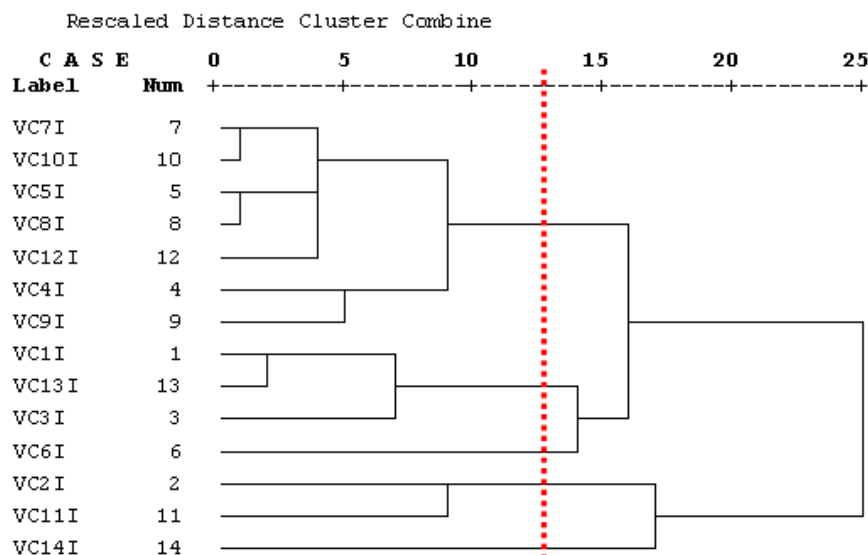 Rescaled Distance Cluster Combine
C A S E 0 5 10 15 20 25
Label Num +---------+---------+---------+---------+---------+
VC7I 7
VC10I 10
VC5I 5
VC8I 8
VC12I 12
VC4I 4
VC9I 9
VC1I 1
VC13I 13
VC3I 3
VC6I 6
VC2I 2
VC11I 11
VC14I 14